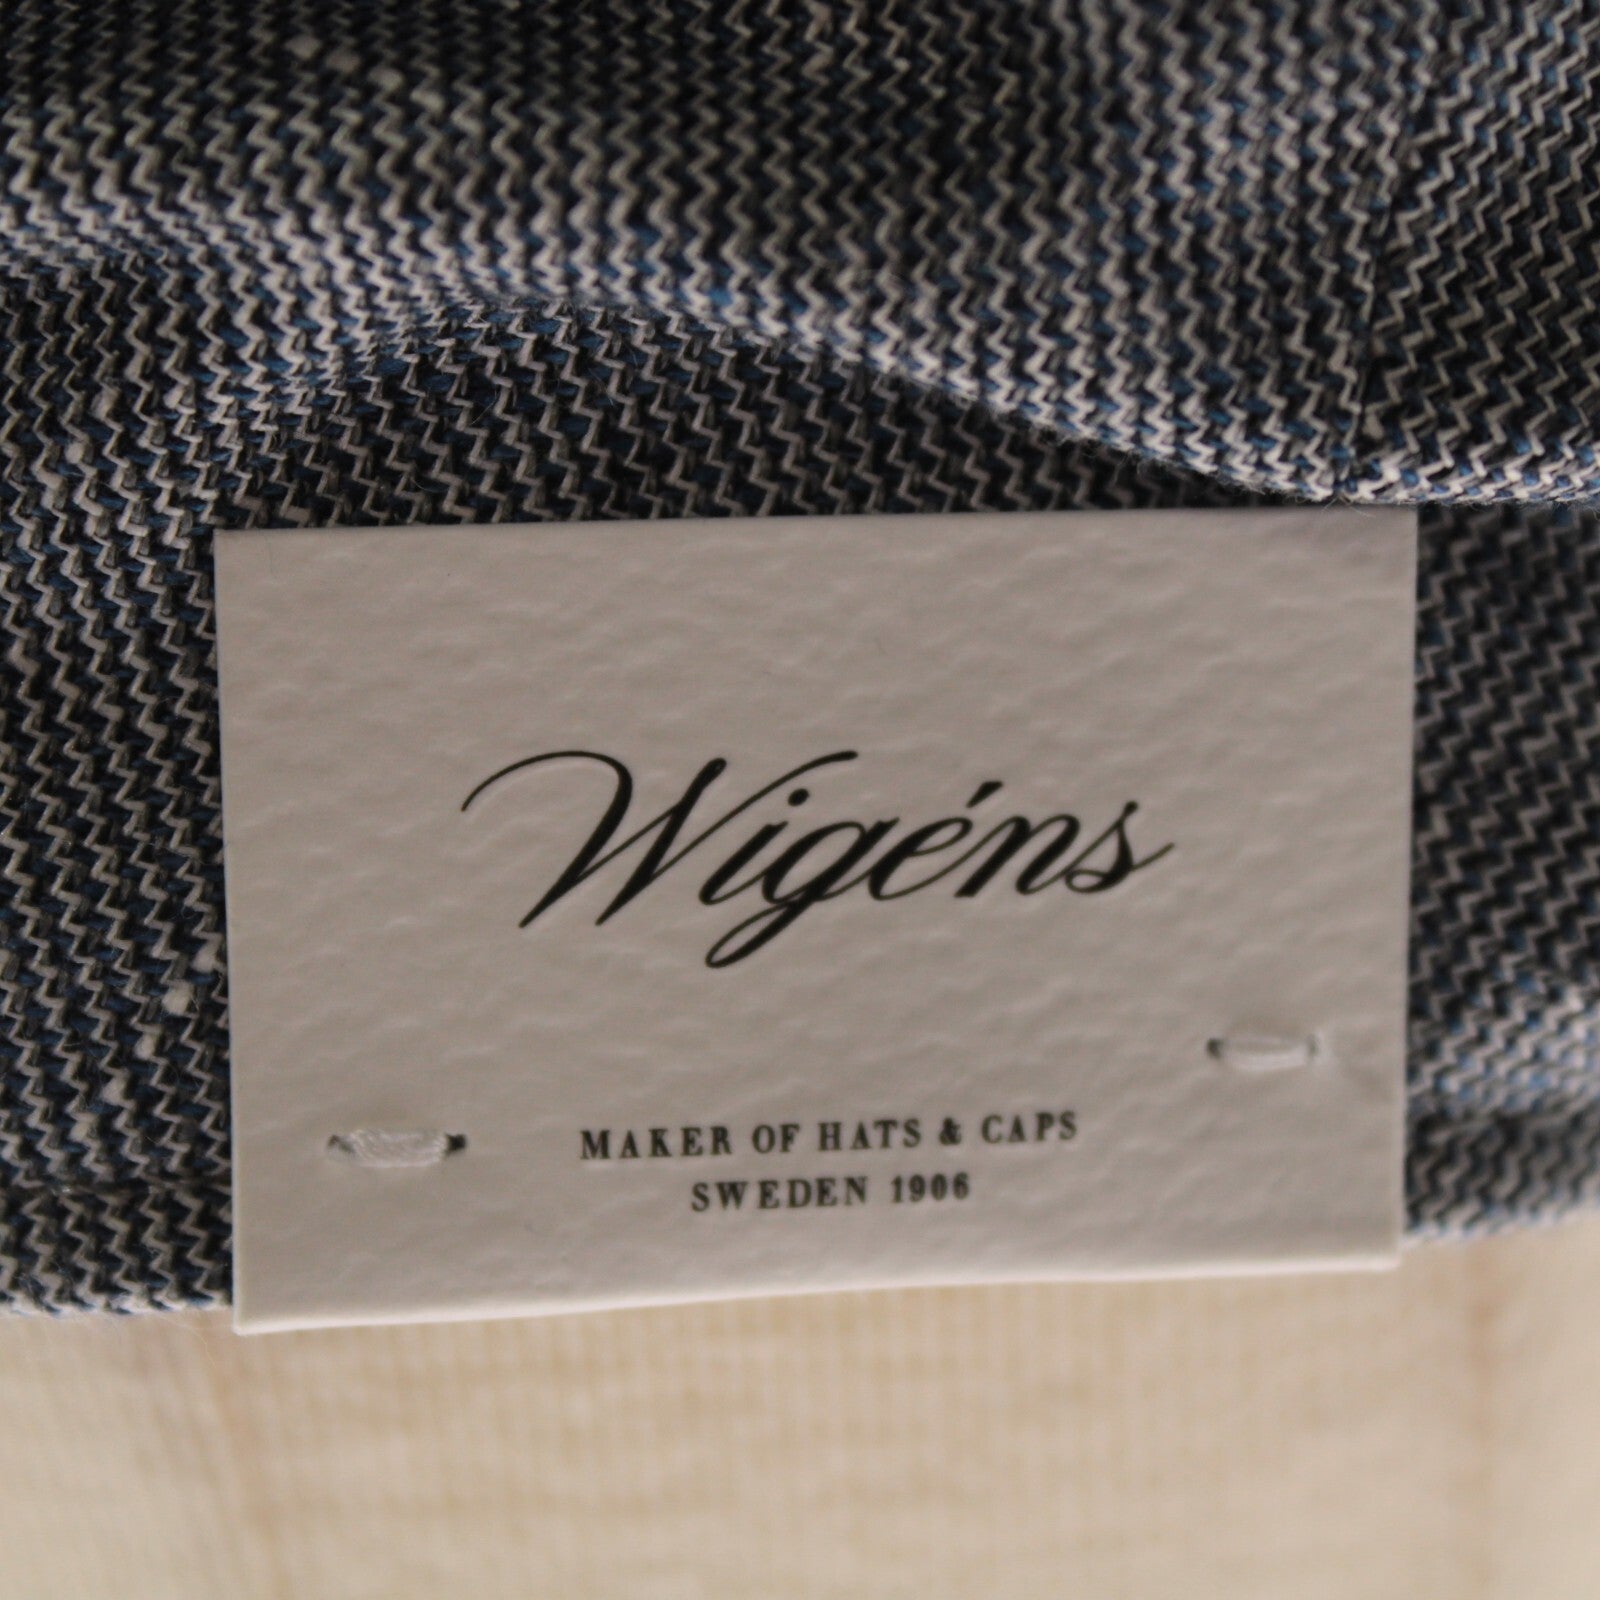 Wigéns
MAKER OF HATS & CAPS
SWEDEN 1906